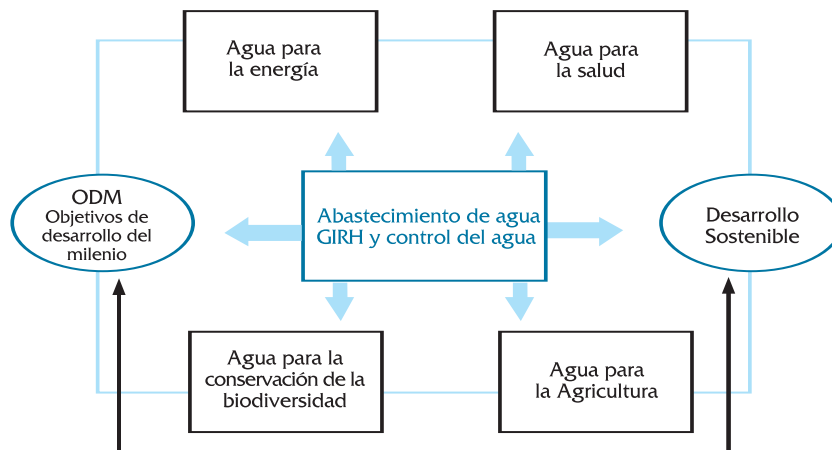 Agua para
la energía
Agua para
la salud
ODM
Objetivos de
desarrollo del
milenio
Abastecimiento de agua
GIRH y control del agua
Desarrollo
Sostenible
Agua para la
conservación de la
biodiversidad
Agua para
la Agricultura